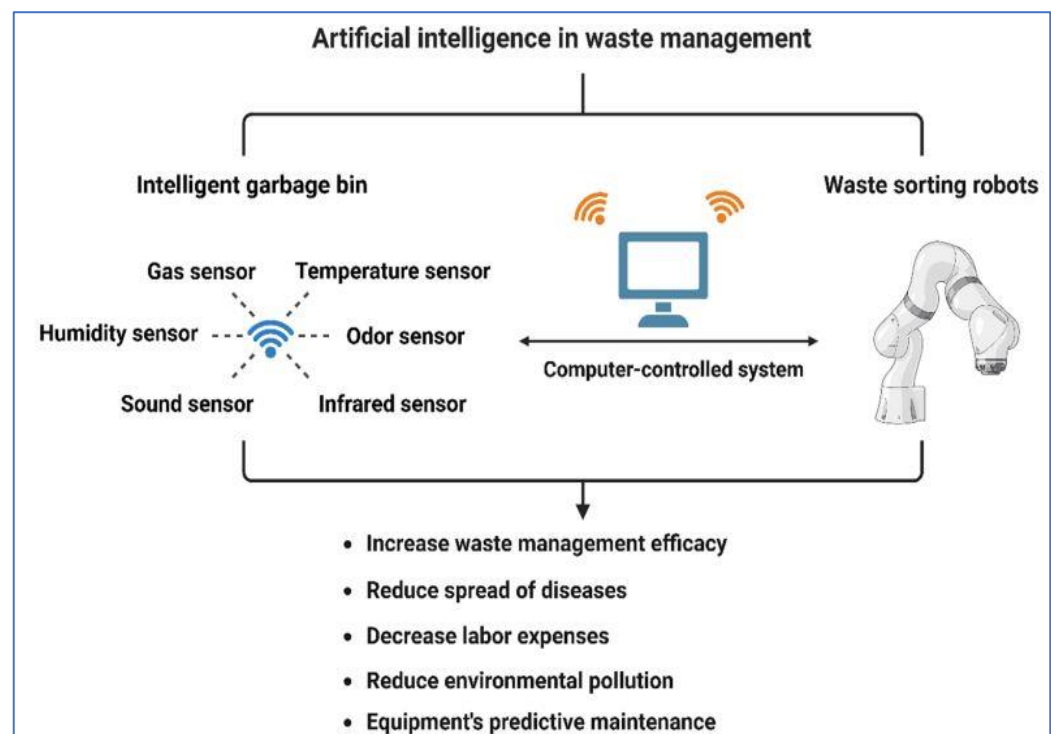 Artificial intelligence in waste management
Intelligent garbage bin
Waste sorting robots
Gas sensor
Temperature sensor
Humidity sensor
Odor sensor
Sound sensor
Infrared sensor
Computer-controlled system
• Increase waste management efficacy
• Reduce spread of diseases
• Decrease labor expenses
• Reduce environmental pollution
• Equipment's predictive maintenance